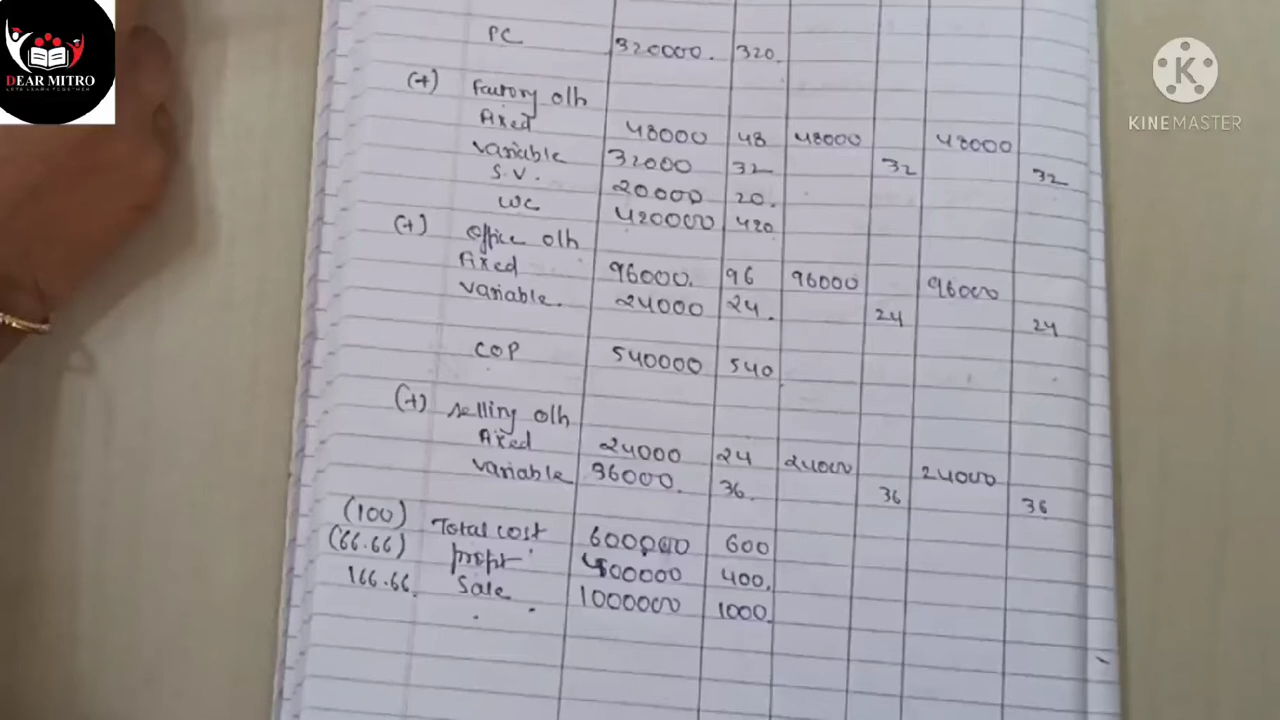 DEAR MITRO
LETS LEARN TOGETHER
KINEMASTER
PC 320000. 320.
(+) Factory o/h
Fixed 48000 48 48000 48000
variable 32000 32 32 32
S.V. 20000 20.
WC 420000 420
(+) office o/h
Fixed 96000. 96 96000 96000
variable. 24000 24. 24 24
COP 540000 540
(+) selling o/h
Fixed 24000 24 24000 24000
variable 36000. 36. 36 36
(100) Total cost 600000 600
(66.66) profit 400000 400.
166.66. Sale 1000000 1000.